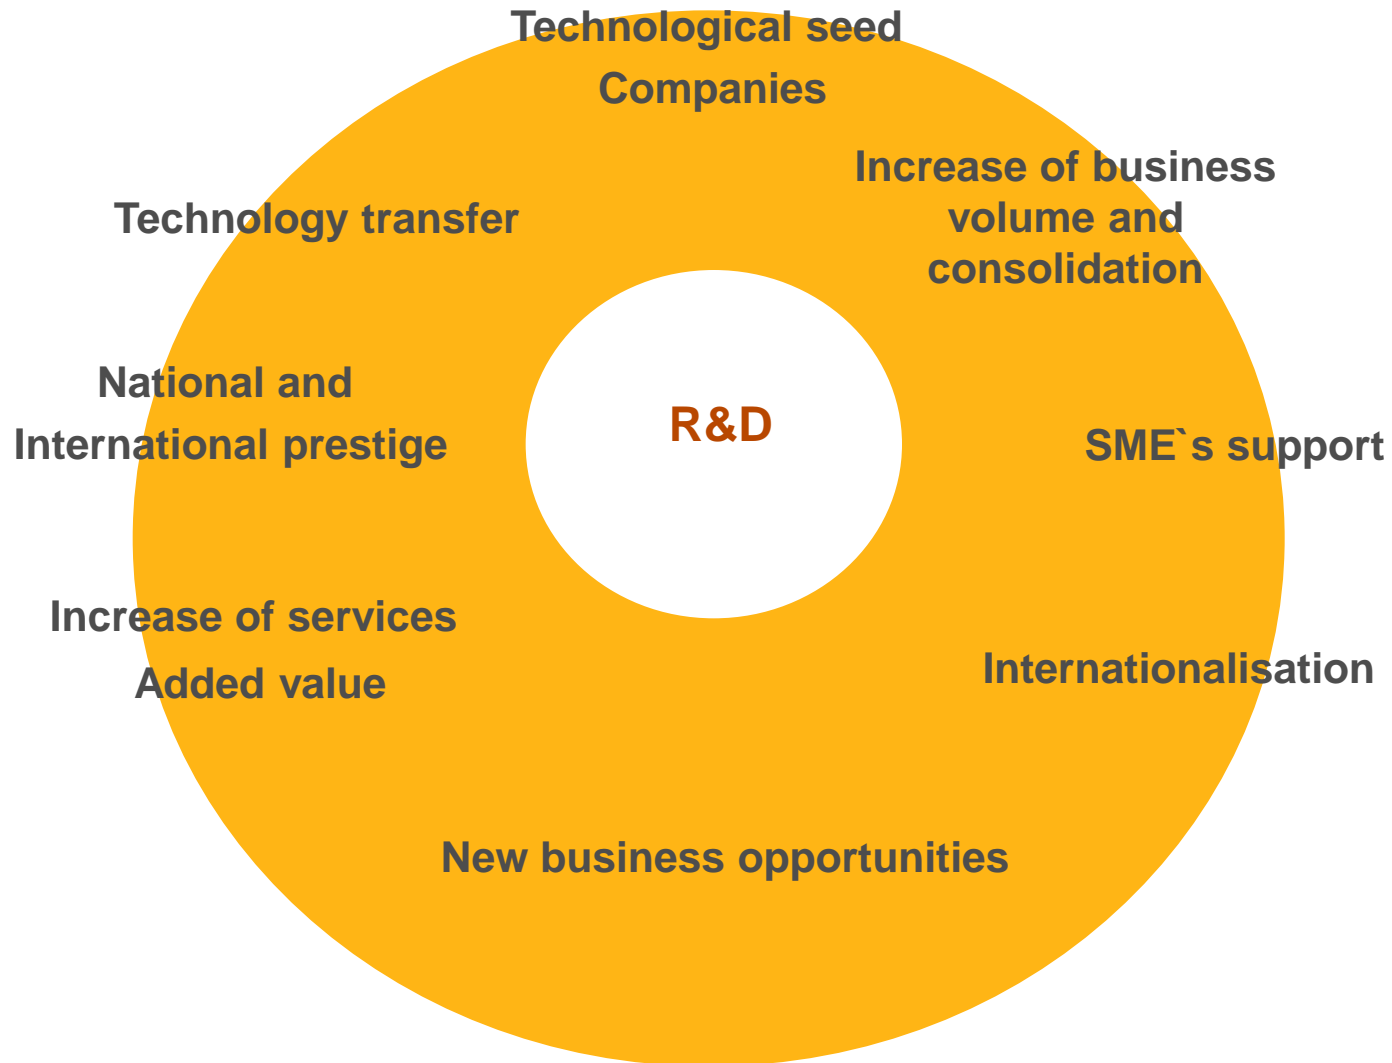 Technological seed
Companies
Increase of business
volume and
consolidation
Technology transfer
National and
International prestige
R&D
SME`s support
Increase of services
Added value
Internationalisation
New business opportunities